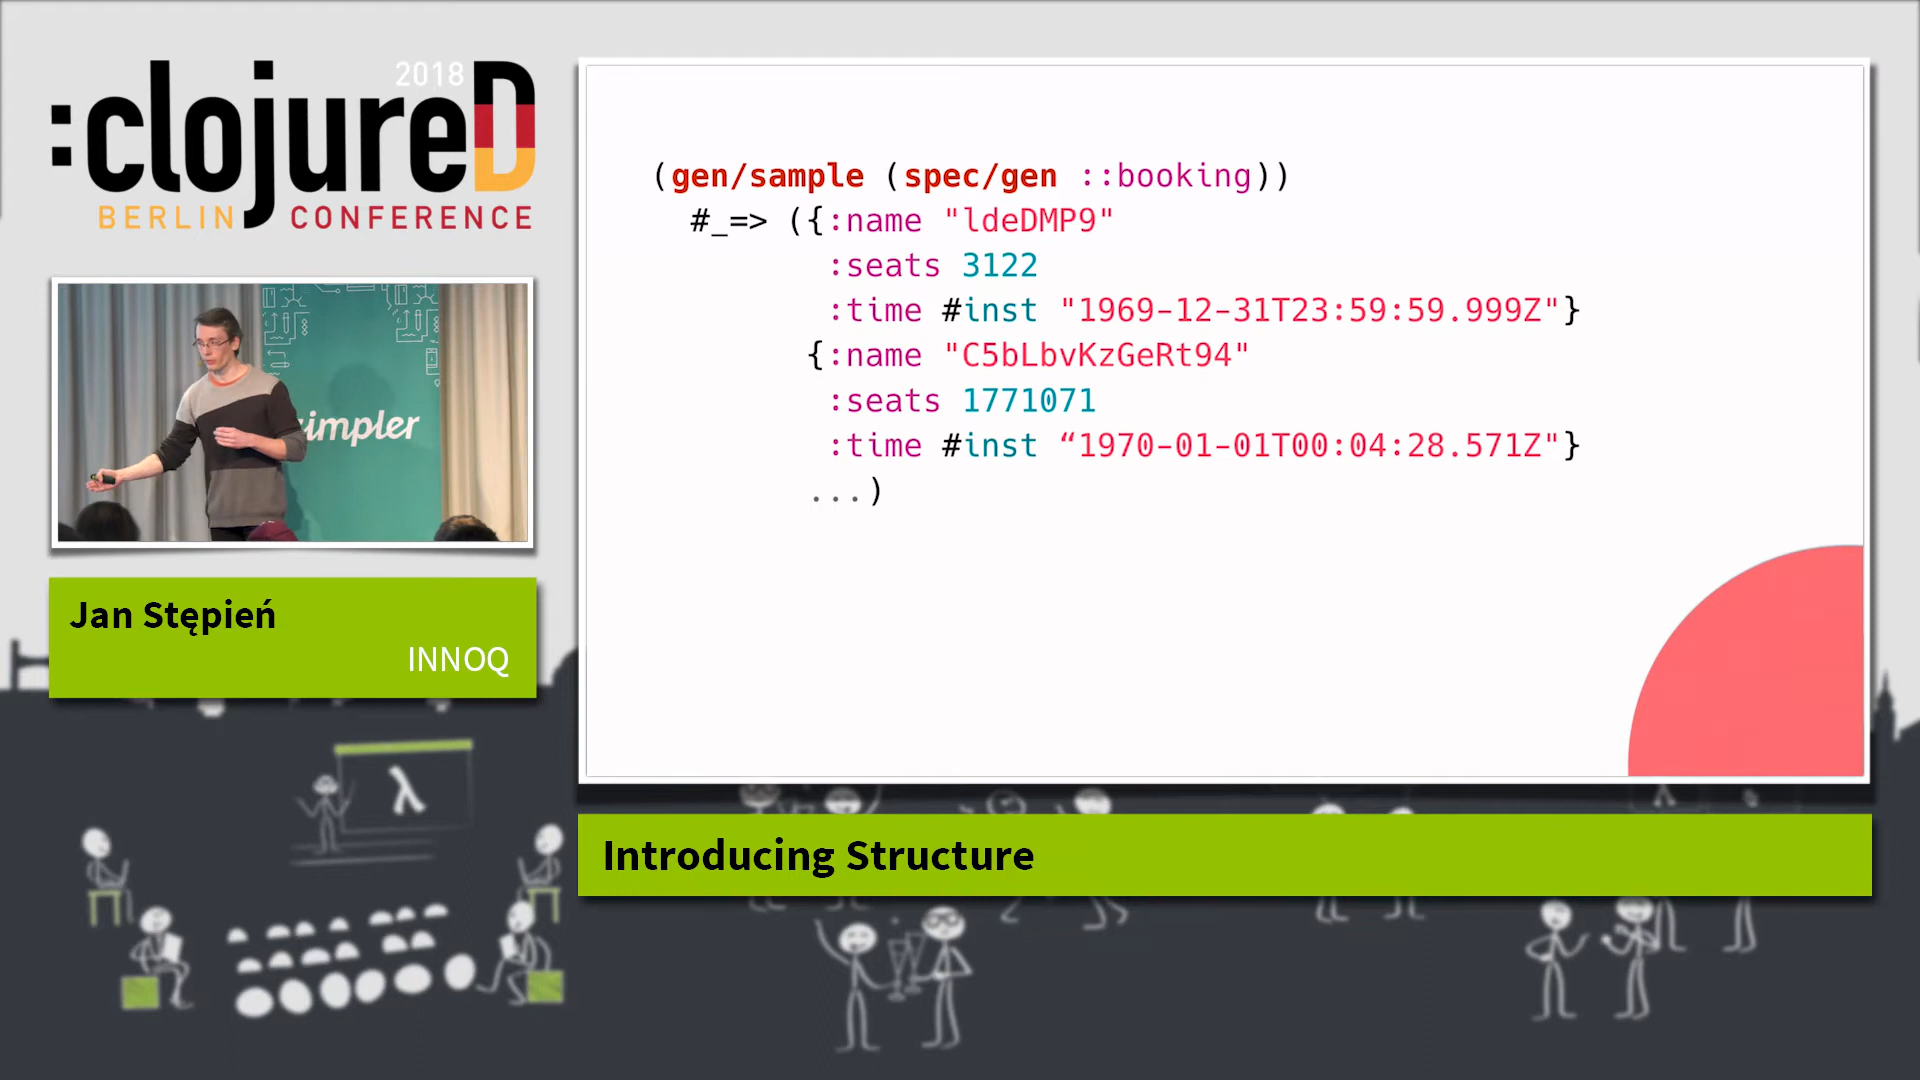 2018
:clojureD
BERLIN CONFERENCE
simpler
Jan Stępień
INNOQ
(gen/sample (spec/gen ::booking))
#_=> ({:name "ldeDMP9"
:seats 3122
:time #inst "1969-12-31T23:59:59.999Z"}
{:name "C5bLbvKzGeRt94"
:seats 1771071
:time #inst “1970-01-01T00:04:28.571Z"}
...)
Introducing Structure
λ